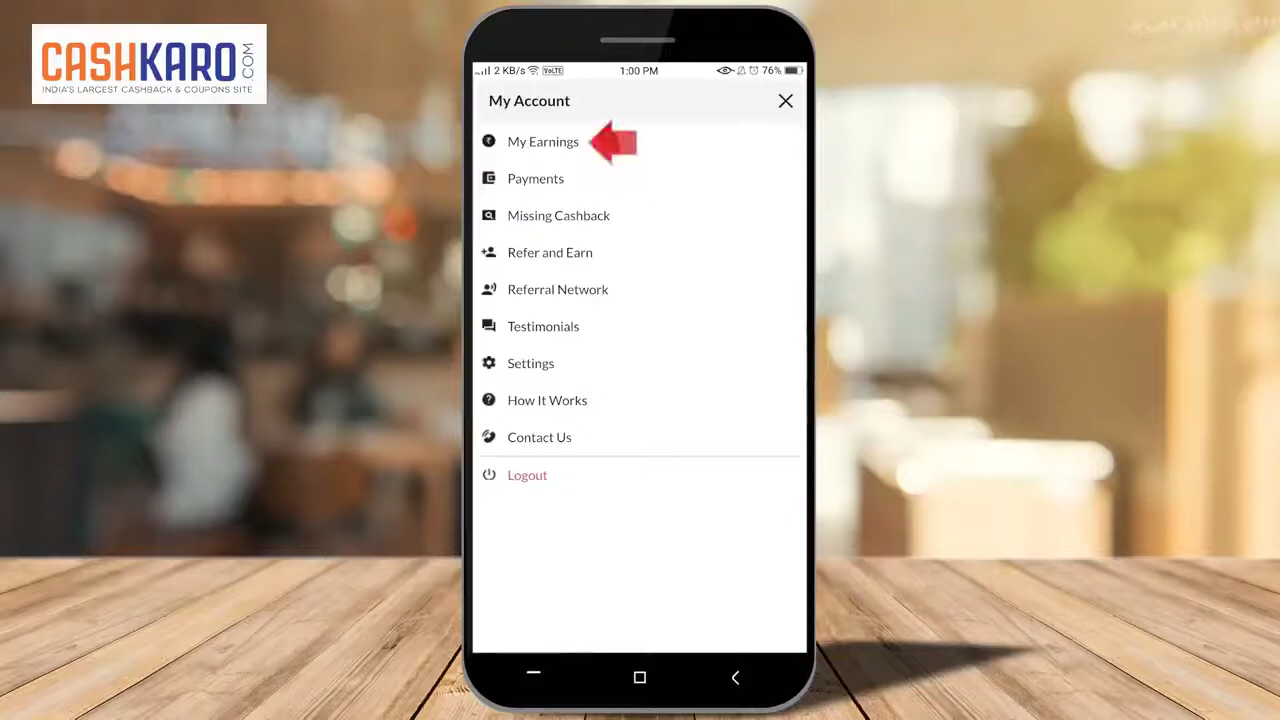 CASHKARO.COM
INDIA'S LARGEST CASHBACK & COUPONS SITE
2 KB/s VoLTE 1:00 PM 76%
My Account
My Earnings
Payments
Missing Cashback
Refer and Earn
Referral Network
Testimonials
Settings
How It Works
Contact Us
Logout